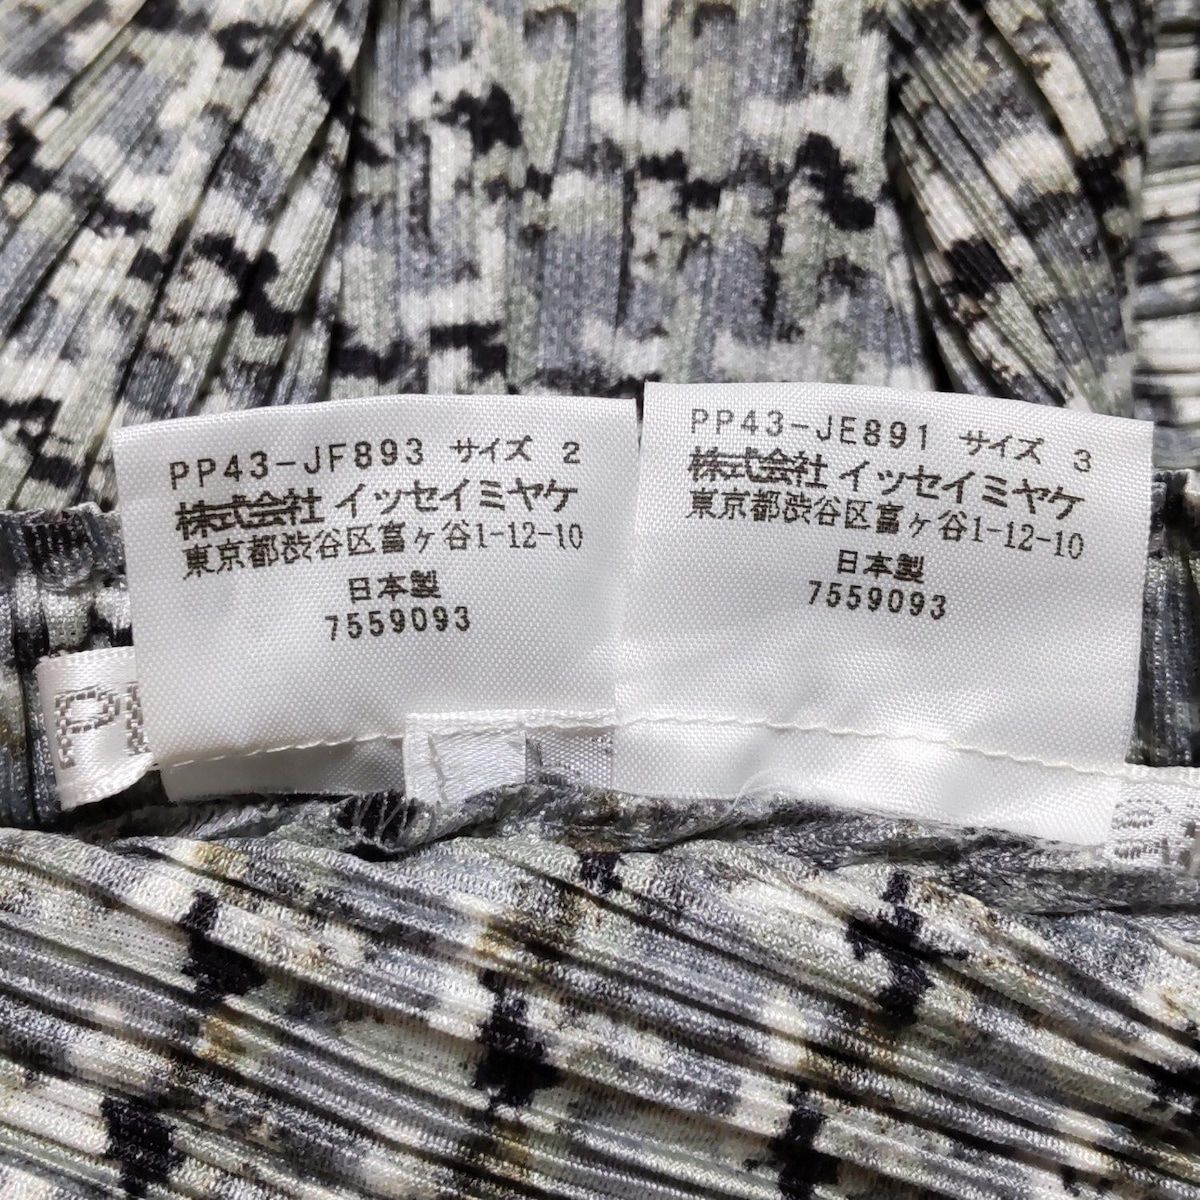 PP43-JF893 サイズ 2
株式会社 イッセイミヤケ
東京都渋谷区富ヶ谷1-12-10
日本製
7559093
PP43-JE891 サイズ 3
株式会社 イッセイミヤケ
東京都渋谷区富ヶ谷1-12-10
日本製
7559093